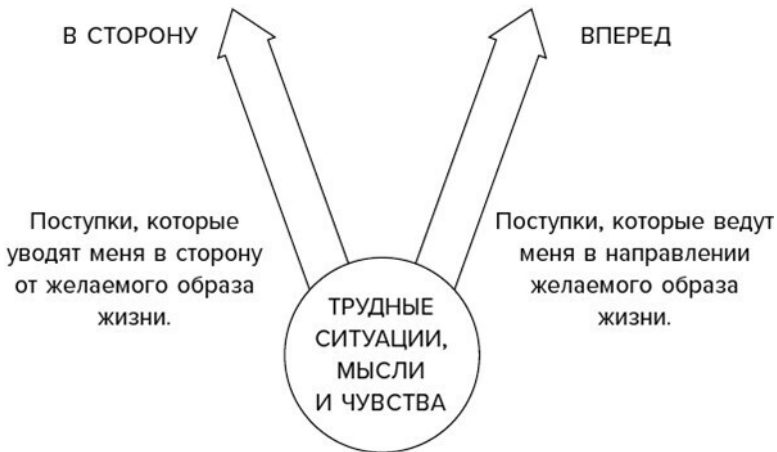 В СТОРОНУ
ВПЕРЕД
Поступки, которые
уводят меня в сторону
от желаемого образа
жизни.
Поступки, которые ведут
меня в направлении
желаемого образа
жизни.
ТРУДНЫЕ
СИТУАЦИИ,
МЫСЛИ
И ЧУВСТВА